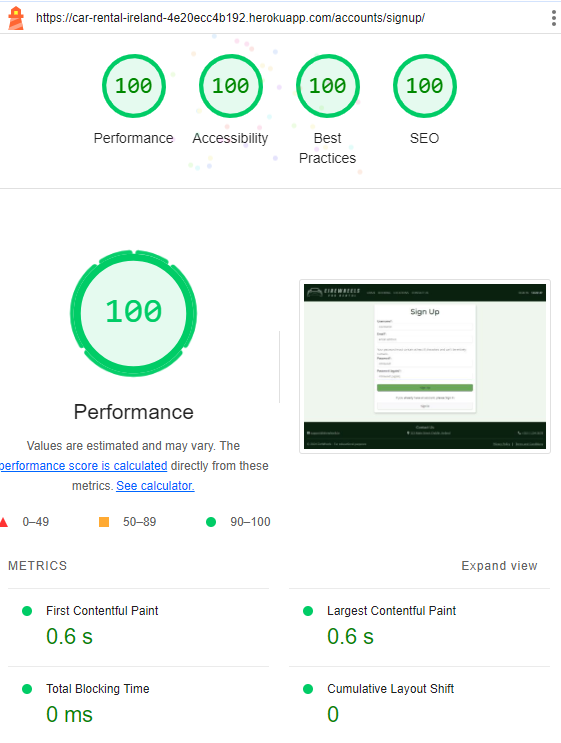 https://car-rental-ireland-4e20ecc4b192.herokuapp.com/accounts/signup/
100 100 100 100
Performance Accessibility Best Practices SEO
100
Performance
Values are estimated and may vary. The
performance score is calculated directly from these
metrics. See calculator.
0–49 50–89 90–100
Sign Up
METRICS Expand view
First Contentful Paint
0.6 s
Largest Contentful Paint
0.6 s
Total Blocking Time
0 ms
Cumulative Layout Shift
0